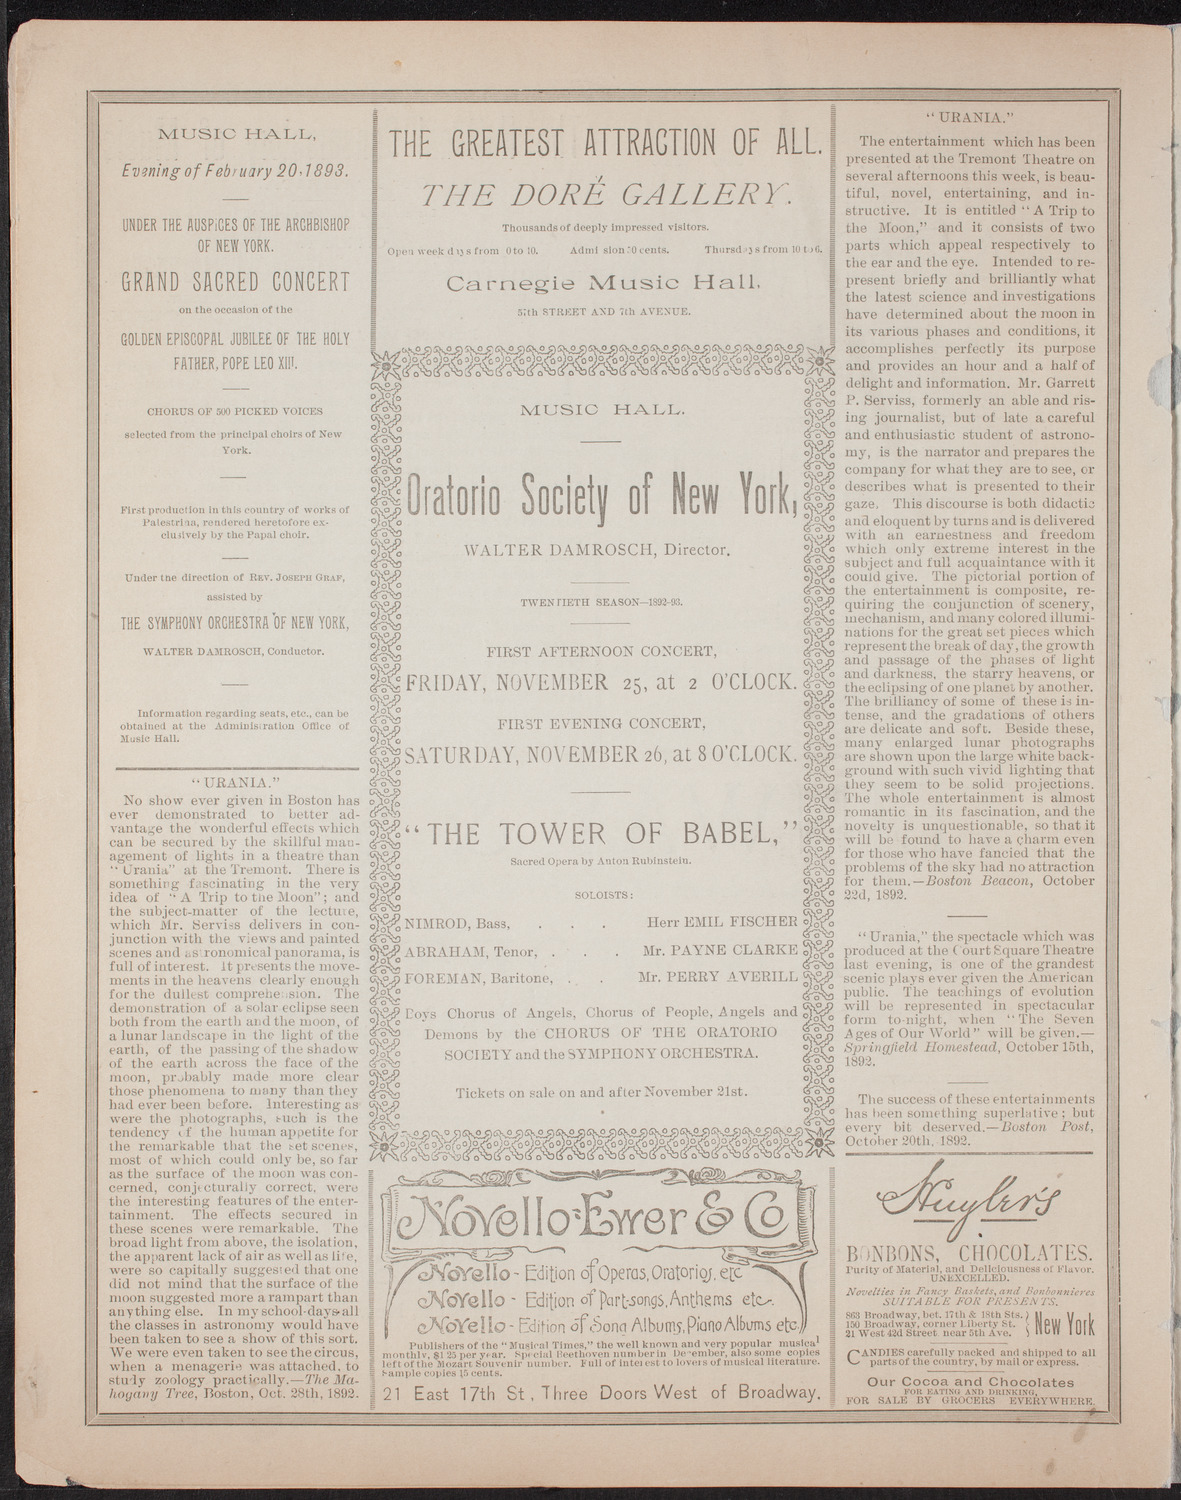 MUSIC HALL,
Evening of February 20, 1893.
UNDER THE AUSPICES OF THE ARCHBISHOP
OF NEW YORK.
GRAND SACRED CONCERT
on the occasion of the
GOLDEN EPISCOPAL JUBILEE OF THE HOLY
FATHER, POPE LEO XIII.
CHORUS OF 500 PICKED VOICES
selected from the principal choirs of New
York.
First production in this country of works of
Palestrina, rendered heretofore ex-
clusively by the Papal choir.
Under the direction of REV. JOSEPH GRAF,
assisted by
THE SYMPHONY ORCHESTRA OF NEW YORK,
WALTER DAMROSCH, Conductor.
Information regarding seats, etc., can be
obtained at the Administration Office of
Music Hall.
"URANIA."
No show ever given in Boston has
ever demonstrated to better ad-
vantage the wonderful effects which
can be secured by the skillful man-
agement of lights in a theatre than
"Urania" at the Tremont. There is
something fascinating in the very
idea of "A Trip to the Moon"; and
the subject-matter of the lecture,
which Mr. Serviss delivers in con-
junction with the views and painted
scenes and astronomical panorama, is
full of interest. It presents the move-
ments in the heavens clearly enough
for the dullest comprehension. The
demonstration of a solar eclipse seen
both from the earth and the moon, of
a lunar landscape in the light of the
earth, of the passing of the shadow
of the earth across the face of the
moon, probably made more clear
those phenomena to many than they
had ever been before. Interesting as
were the photographs, such is the
tendency of the human appetite for
the remarkable that the set scenes,
most of which could only be, so far
as the surface of the moon was con-
cerned, conjecturally correct, were
the interesting features of the enter-
tainment. The effects secured in
these scenes were remarkable. The
broad light from above, the isolation,
the apparent lack of air as well as life,
were so capitally suggested that one
did not mind that the surface of the
moon suggested more a rampart than
anything else. In my school-days all
the classes in astronomy would have
been taken to see a show of this sort.
We were even taken to see the circus,
when a menagerie was attached, to
study zoology practically.—The Ma-
hogany Tree, Boston, Oct. 28th, 1892.
THE GREATEST ATTRACTION OF ALL.
THE DORÉ GALLERY.
Thousands of deeply impressed visitors.
Open week days from 10 to 10. Admission 50 cents. Thursdays from 10 to 6.
Carnegie Music Hall,
57th STREET AND 7th AVENUE.
MUSIC HALL.
Oratorio Society of New York,
WALTER DAMROSCH, Director.
TWENTIETH SEASON—1892-93.
FIRST AFTERNOON CONCERT,
FRIDAY, NOVEMBER 25, at 2 O'CLOCK.
FIRST EVENING CONCERT,
SATURDAY, NOVEMBER 26, at 8 O'CLOCK.
"THE TOWER OF BABEL,"
Sacred Opera by Anton Rubinstein.
SOLOISTS:
NIMROD, Bass, . . . Herr EMIL FISCHER
ABRAHAM, Tenor, . . . Mr. PAYNE CLARKE
FOREMAN, Baritone, . . Mr. PERRY AVERILL
Boys Chorus of Angels, Chorus of People, Angels and
Demons by the CHORUS OF THE ORATORIO
SOCIETY and the SYMPHONY ORCHESTRA.
Tickets on sale on and after November 21st.
Novello-Ewer & Co
Novello - Edition of Operas, Oratorios, etc
Novello - Edition of Part-songs, Anthems etc.
Novello - Edition of Song Albums, Piano Albums etc.
Publishers of the "Musical Times," the well known and very popular musical
monthly, $1 25 per year. Special Beethoven number in December, also some copies
left of the Mozart Souvenir number. Full of interest to lovers of musical literature.
Sample copies 15 cents.
21 East 17th St., Three Doors West of Broadway.
"URANIA."
The entertainment which has been
presented at the Tremont Theatre on
several afternoons this week, is beau-
tiful, novel, entertaining, and in-
structive. It is entitled "A Trip to
the Moon," and it consists of two
parts which appeal respectively to
the ear and the eye. Intended to re-
present briefly and brilliantly what
the latest science and investigations
have determined about the moon in
its various phases and conditions, it
accomplishes perfectly its purpose
and provides an hour and a half of
delight and information. Mr. Garrett
P. Serviss, formerly an able and ris-
ing journalist, but of late a careful
and enthusiastic student of astrono-
my, is the narrator and prepares the
company for what they are to see, or
describes what is presented to their
gaze. This discourse is both didactic
and eloquent by turns and is delivered
with an earnestness and freedom
which only extreme interest in the
subject and full acquaintance with it
could give. The pictorial portion of
the entertainment is composite, re-
quiring the conjunction of scenery,
mechanism, and many colored illumi-
nations for the great set pieces which
represent the break of day, the growth
and passage of the phases of light
and darkness, the starry heavens, or
the eclipsing of one planet by another.
The brilliancy of some of these is in-
tense, and the gradations of others
are delicate and soft. Beside these,
many enlarged lunar photographs
are shown upon the large white back-
ground with such vivid lighting that
they seem to be solid projections.
The whole entertainment is almost
romantic in its fascination, and the
novelty is unquestionable, so that it
will be found to have a charm even
for those who have fancied that the
problems of the sky had no attraction
for them.—Boston Beacon, October
22d, 1892.
"Urania," the spectacle which was
produced at the Court Square Theatre
last evening, is one of the grandest
scenic plays ever given the American
public. The teachings of evolution
will be represented in spectacular
form to-night, when "The Seven
Ages of Our World" will be given.—
Springfield Homestead, October 15th,
1892.
The success of these entertainments
has been something superlative; but
every bit deserved.—Boston Post,
October 20th, 1892.
Huyler's
BONBONS, CHOCOLATES.
Purity of Material, and Deliciousness of Flavor.
UNEXCELLED.
Novelties in Fancy Baskets, and Bonbonnieres
SUITABLE FOR PRESENTS.
863 Broadway, bet. 17th & 18th Sts.
150 Broadway, corner Liberty St.
21 West 42d Street near 5th Ave.
New York
CANDIES carefully packed and shipped to all
parts of the country, by mail or express.
Our Cocoa and Chocolates
FOR EATING AND DRINKING,
FOR SALE BY GROCERS EVERYWHERE.